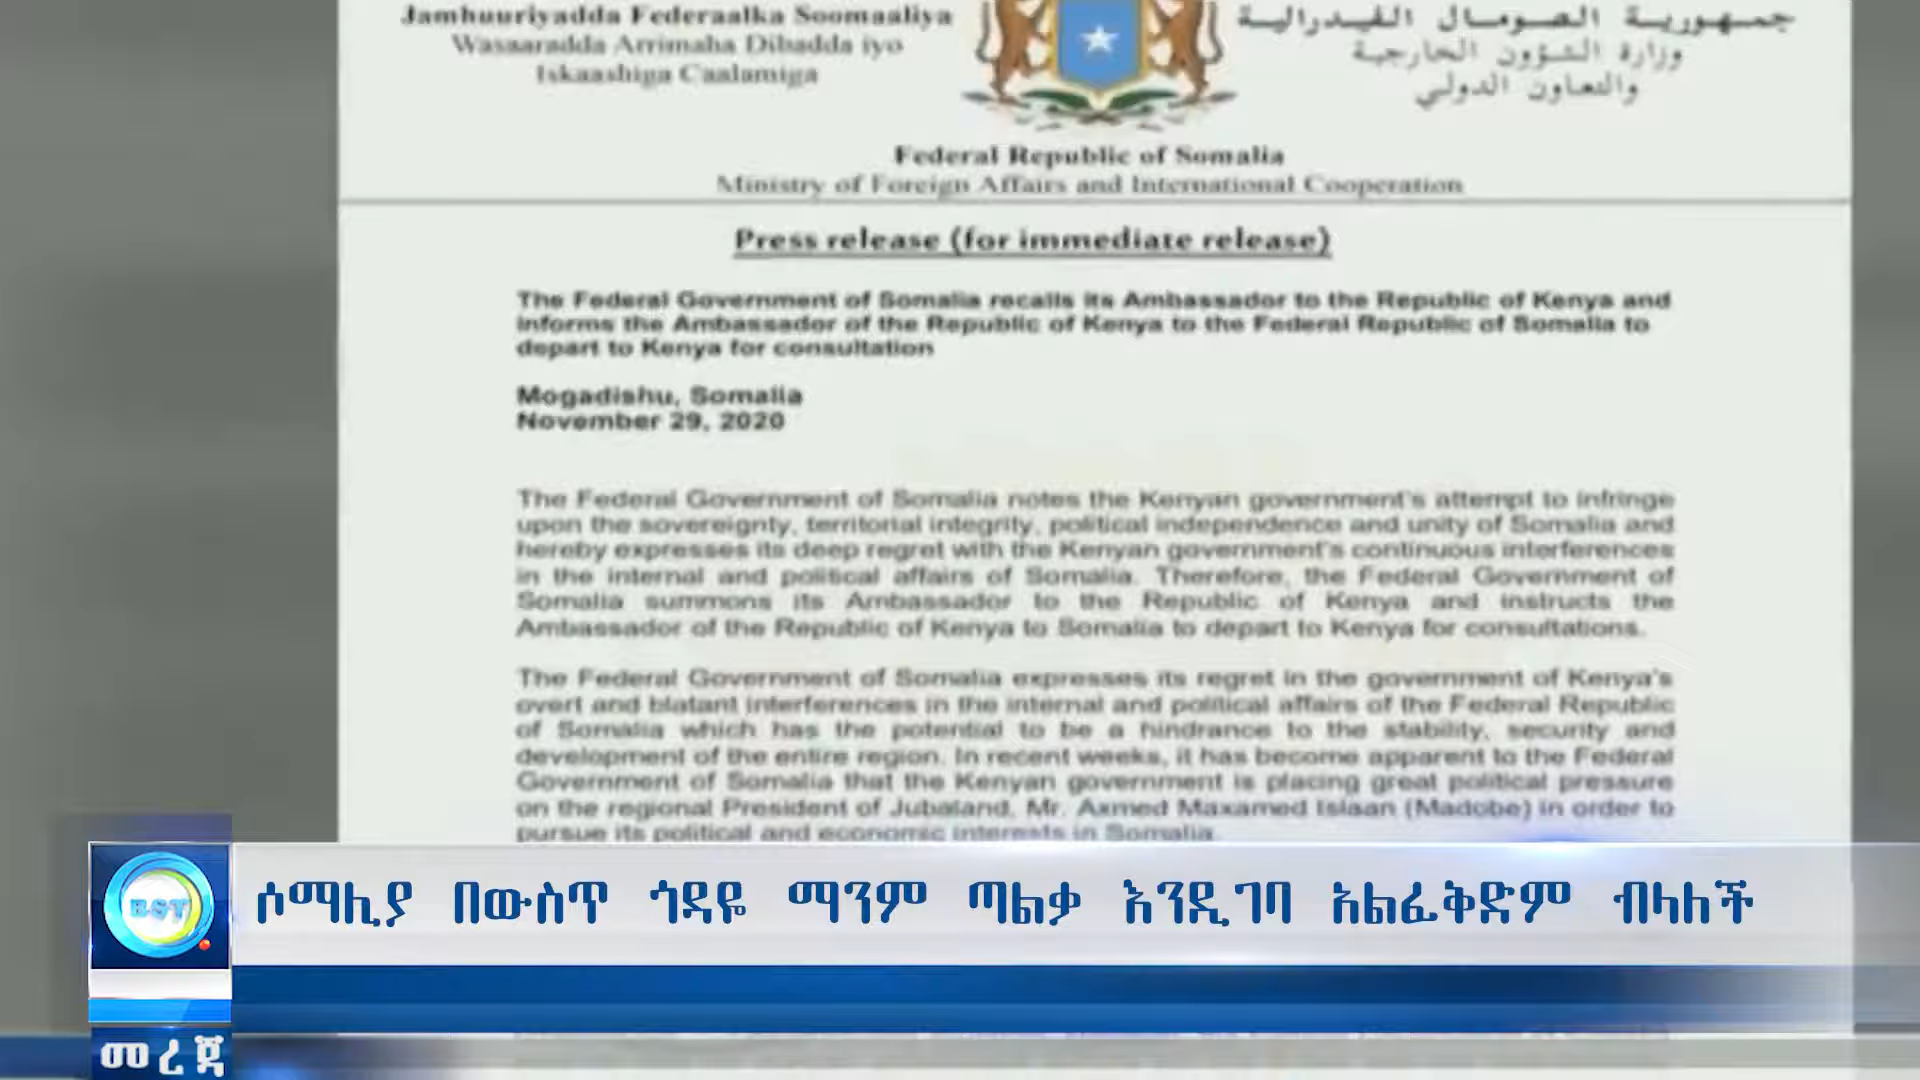 Jamhuuriyadda Federaalka Soomaaliya
Wasaaradda Arrimaha Dibadda iyo
Iskaashiga Caalamiga
جمهورية الصومال الفيدرالية
وزارة الشؤون الخارجية
والتعاون الدولي
Federal Republic of Somalia
Ministry of Foreign Affairs and International Cooperation
Press release (for immediate release)
The Federal Government of Somalia recalls its Ambassador to the Republic of Kenya and
informs the Ambassador of the Republic of Kenya to the Federal Republic of Somalia to
depart to Kenya for consultation
Mogadishu, Somalia
November 29, 2020
The Federal Government of Somalia notes the Kenyan government's attempt to infringe
upon the sovereignty, territorial integrity, political independence and unity of Somalia and
hereby expresses its deep regret with the Kenyan government's continuous interferences
in the internal and political affairs of Somalia. Therefore, the Federal Government of
Somalia summons its Ambassador to the Republic of Kenya and instructs the
Ambassador of the Republic of Kenya to Somalia to depart to Kenya for consultations.
The Federal Government of Somalia expresses its regret in the government of Kenya's
overt and blatant interferences in the internal and political affairs of the Federal Republic
of Somalia which has the potential to be a hindrance to the stability, security and
development of the entire region. In recent weeks, it has become apparent to the Federal
Government of Somalia that the Kenyan government is placing great political pressure
on the regional President of Jubaland, Mr. Axmed Maxamed Islaan (Madobe) in order to
pursue its political and economic interests in Somalia.
ሶማሊያ በውስጥ ጎዳዬ ማንም ጣልቃ እንዲገባ አልፈቅድም ብላለች
መረጃ